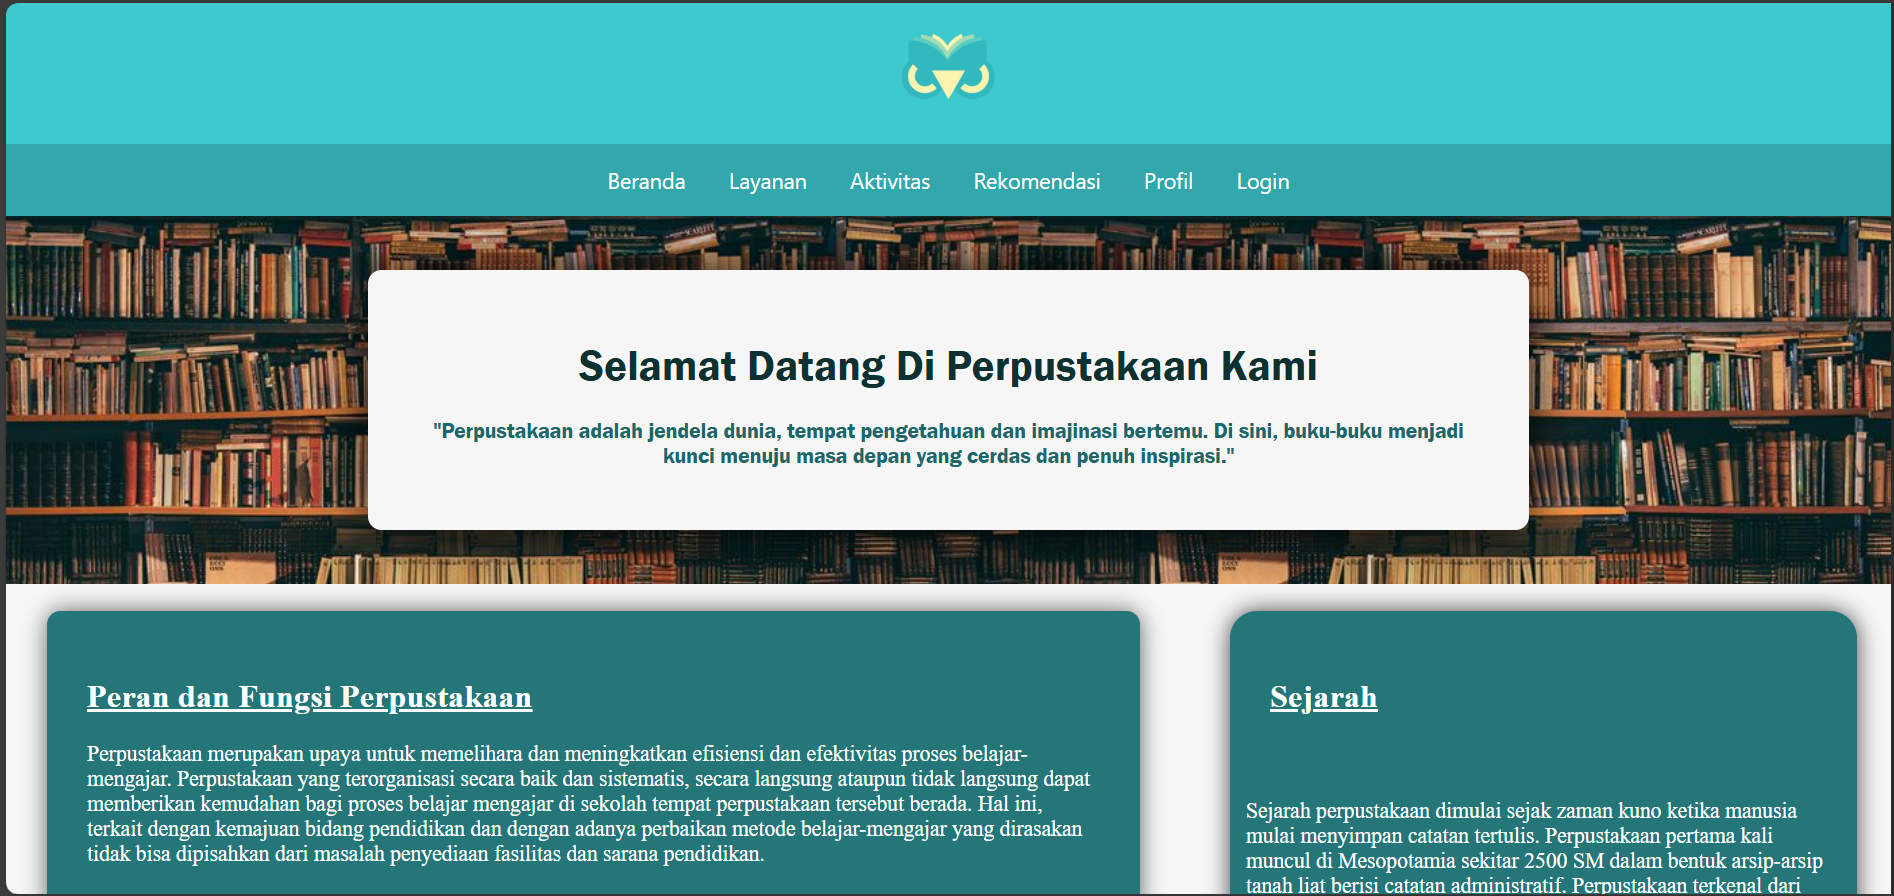 Beranda Layanan Aktivitas Rekomendasi Profil Login
Selamat Datang Di Perpustakaan Kami
"Perpustakaan adalah jendela dunia, tempat pengetahuan dan imajinasi bertemu. Di sini, buku-buku menjadi
kunci menuju masa depan yang cerdas dan penuh inspirasi."
Peran dan Fungsi Perpustakaan
Perpustakaan merupakan upaya untuk memelihara dan meningkatkan efisiensi dan efektivitas proses belajar-
mengajar. Perpustakaan yang terorganisasi secara baik dan sistematis, secara langsung ataupun tidak langsung dapat
memberikan kemudahan bagi proses belajar mengajar di sekolah tempat perpustakaan tersebut berada. Hal ini,
terkait dengan kemajuan bidang pendidikan dan dengan adanya perbaikan metode belajar-mengajar yang dirasakan
tidak bisa dipisahkan dari masalah penyediaan fasilitas dan sarana pendidikan.
Sejarah
Sejarah perpustakaan dimulai sejak zaman kuno ketika manusia
mulai menyimpan catatan tertulis. Perpustakaan pertama kali
muncul di Mesopotamia sekitar 2500 SM dalam bentuk arsip-arsip
tanah liat berisi catatan administratif. Perpustakaan terkenal dari